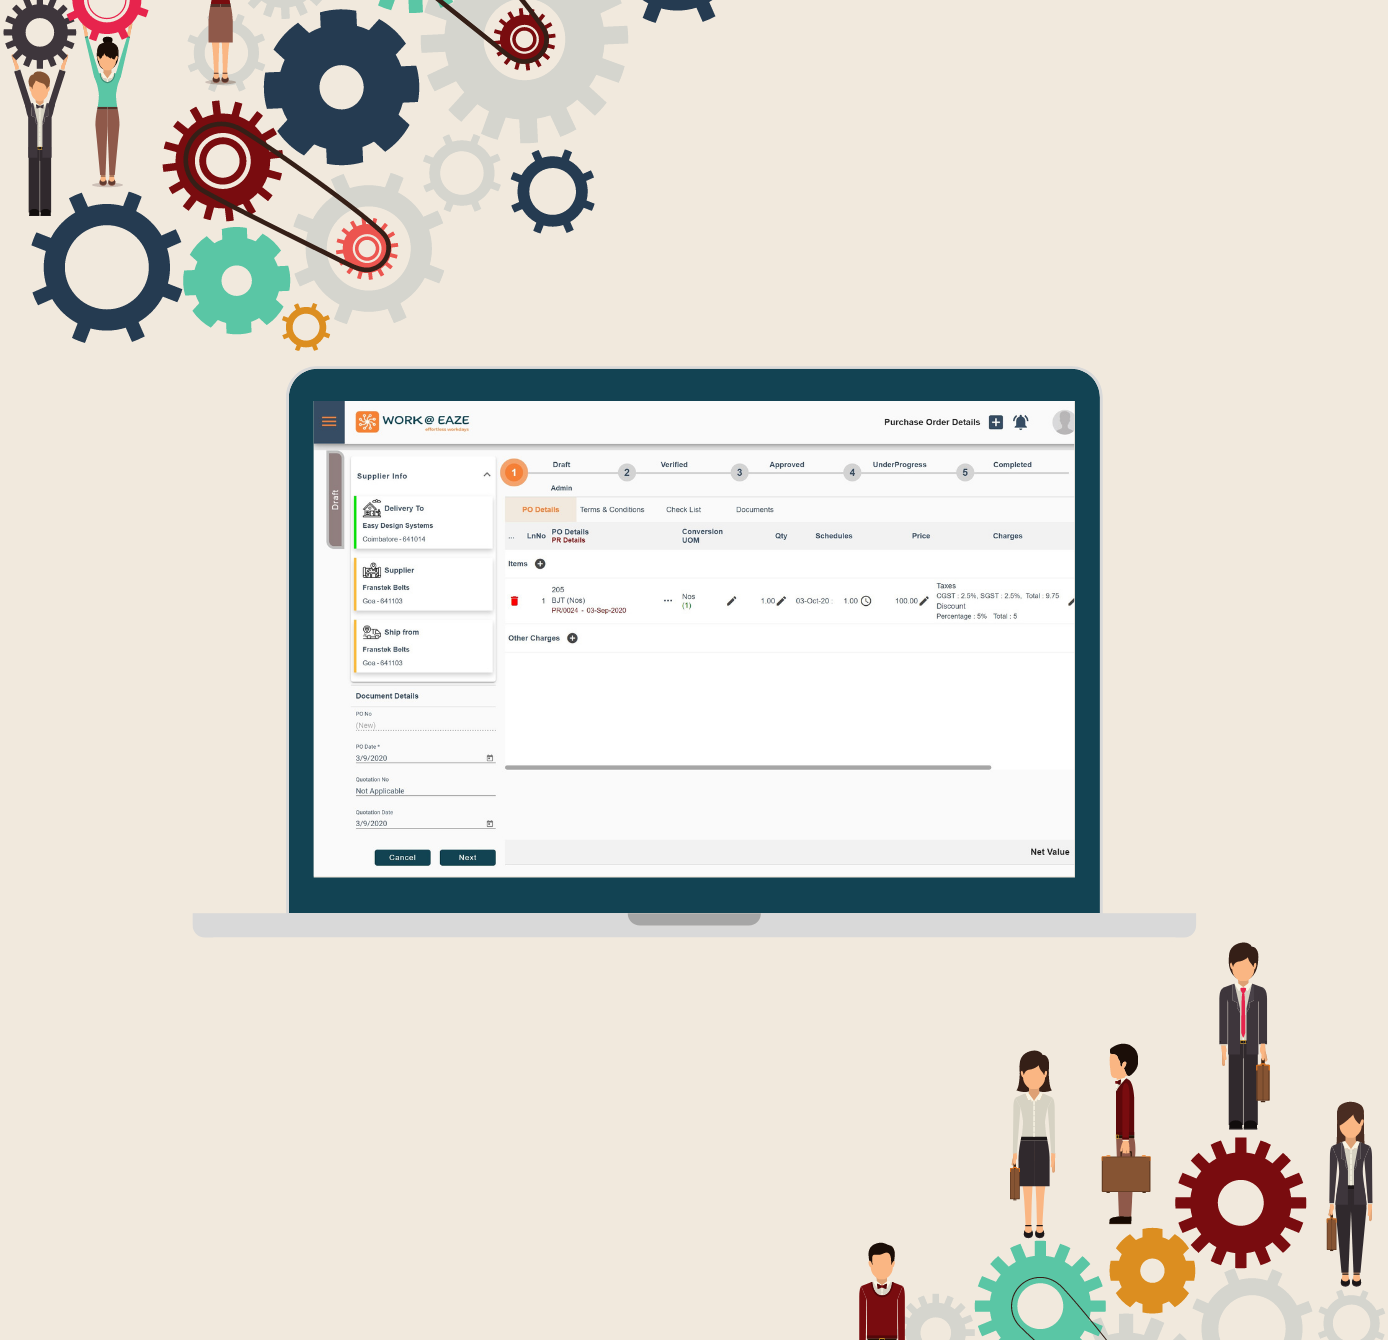 WORK@ EAZE
effortless workdays
Purchase Order Details
Draft
Supplier Info
Delivery To
Easy Design Systems
Coimbatore - 641014
Supplier
Franstek Belts
Goa - 641103
Ship from
Franstek Belts
Goa - 641103
Document Details
PO No
(New)
PO Date *
3/9/2020
Quotation No
Not Applicable
Quotation Date
3/9/2020
Cancel
Next
1 Draft 2 Verified 3 Approved 4 UnderProgress 5 Completed
Admin
PO Details Terms & Conditions Check List Documents
... LnNo PO Details Conversion Qty Schedules Price Charges
PR Details UOM
Items
1 205 BJT (Nos) PR/0024 - 03-Sep-2020 ... Nos (1) 1.00 03-Oct-20 : 1.00 100.00
Taxes
CGST : 2.5%, SGST : 2.5%, Total : 9.75
Discount
Percentage : 5% Total : 5
Other Charges
Net Value